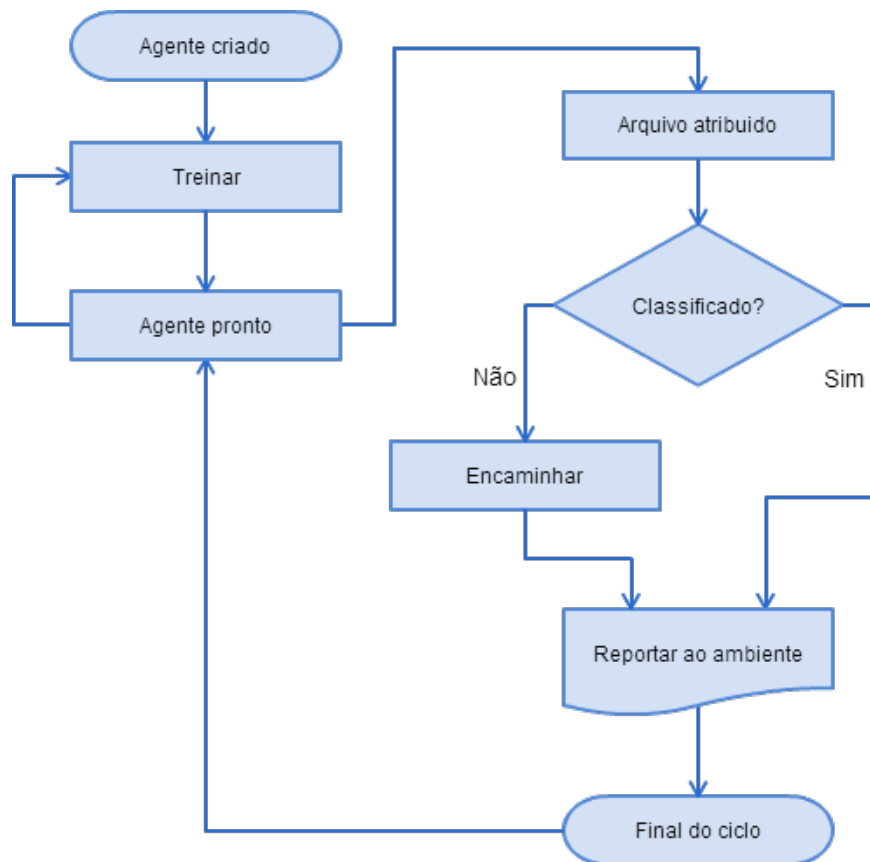 Agente criado
Treinar
Agente pronto
Arquivo atribuido
Classificado?
Não
Sim
Encaminhar
Reportar ao ambiente
Final do ciclo